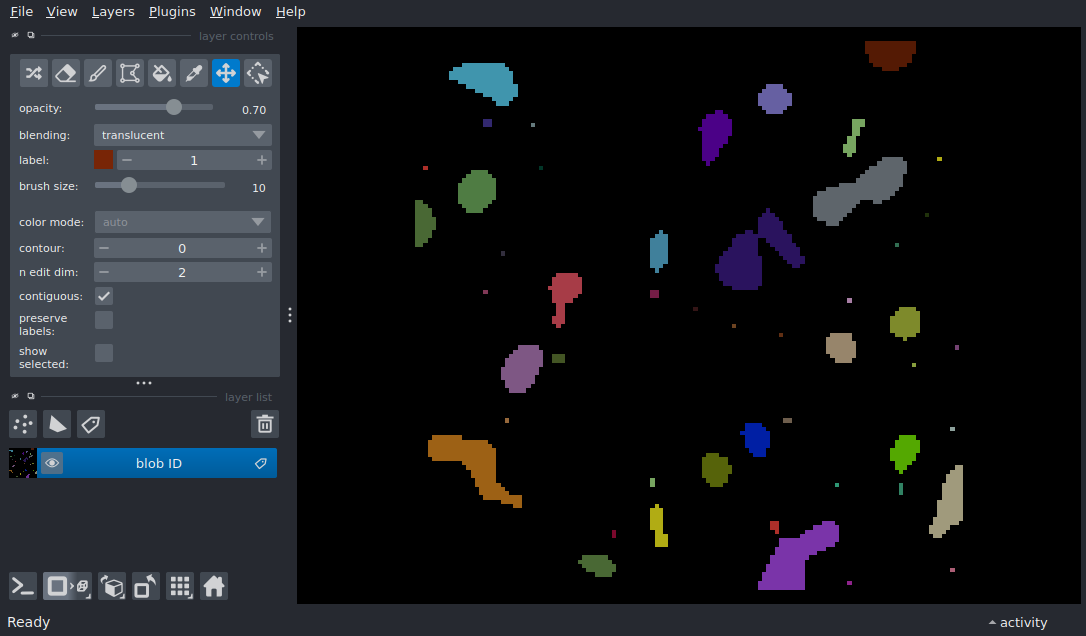 File View Layers Plugins Window Help
layer controls
opacity: 0.70
blending: translucent
label: 1
brush size: 10
color mode: auto
contour: 0
n edit dim: 2
contiguous:
preserve
labels:
show
selected:
layer list
blob ID
Ready
activity